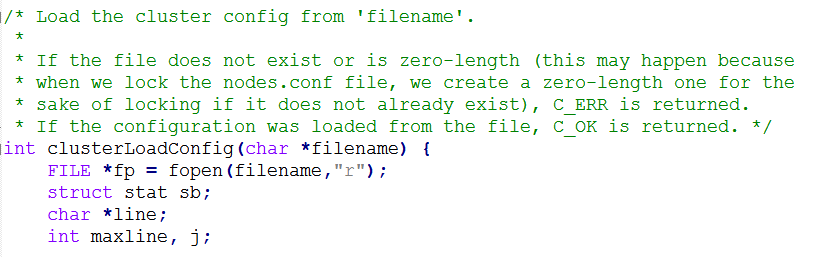 /* Load the cluster config from 'filename'.
 *
 * If the file does not exist or is zero-length (this may happen because
 * when we lock the nodes.conf file, we create a zero-length one for the
 * sake of locking if it does not already exist), C_ERR is returned.
 * If the configuration was loaded from the file, C_OK is returned. */
int clusterLoadConfig(char *filename) {
    FILE *fp = fopen(filename,"r");
    struct stat sb;
    char *line;
    int maxline, j;